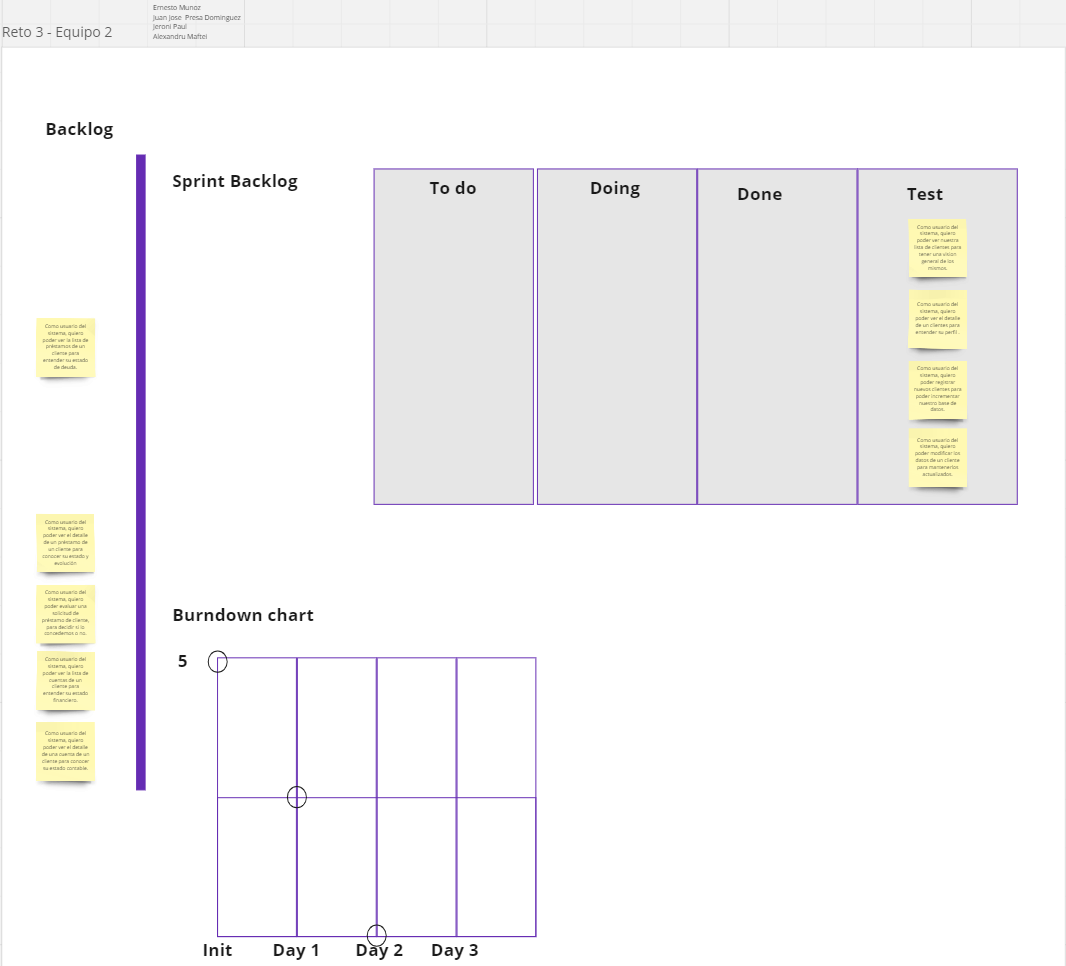 Ernesto Munoz
Juan Jose Presa Dominguez
Jeroni Paul
Alexandru Maftei
Reto 3 - Equipo 2
Backlog
Sprint Backlog
To do
Doing
Done
Test
Como usuario del
sistema, quiero
poder ver nuestra
lista de clientes para
tener una vision
general de los
mismos.
Como usuario del
sistema, quiero
poder ver el detalle
de un clientes para
entender su perfil .
Como usuario del
sistema, quiero
poder registrar
nuevos clientes para
poder incrementar
nuestra base de
datos.
Como usuario del
sistema, quiero
poder modificar los
datos de un cliente
para mantenerlos
actualizados.
Como usuario del
sistema, quiero
poder ver la lista de
préstamos de un
cliente para
entender su estado
de deuda.
Como usuario del
sistema, quiero
poder ver el detalle
de un préstamo de
un cliente para
conocer su estado y
evolución
Como usuario del
sistema, quiero
poder evaluar una
solicitud de
préstamo de cliente,
para decidir si lo
concedemos o no.
Como usuario del
sistema, quiero
poder ver la lista de
cuentas de un
cliente para
entender su estado
financiero.
Como usuario del
sistema, quiero
poder ver el detalle
de una cuenta de un
cliente para conocer
su estado contable.
Burndown chart
5
Init
Day 1
Day 2
Day 3